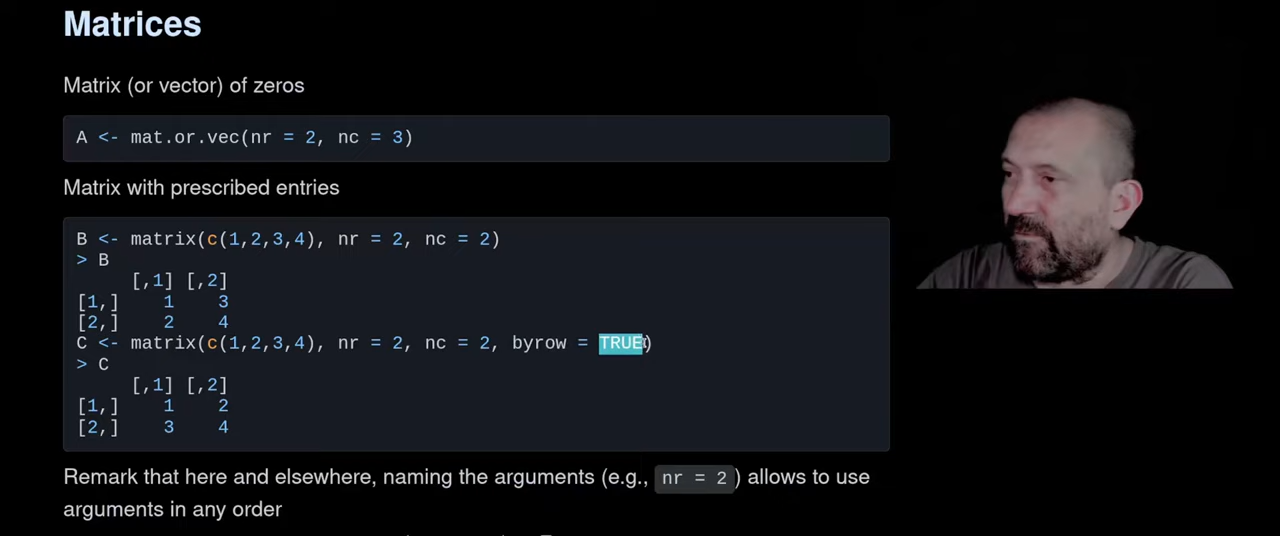 Matrices
Matrix (or vector) of zeros
A <- mat.or.vec(nr = 2, nc = 3)
Matrix with prescribed entries
B <- matrix(c(1,2,3,4), nr = 2, nc = 2)
> B
[,1] [,2]
[1,] 1 3
[2,] 2 4
C <- matrix(c(1,2,3,4), nr = 2, nc = 2, byrow = TRUE)
> C
[,1] [,2]
[1,] 1 2
[2,] 3 4
Remark that here and elsewhere, naming the arguments (e.g., nr = 2 ) allows to use
arguments in any order